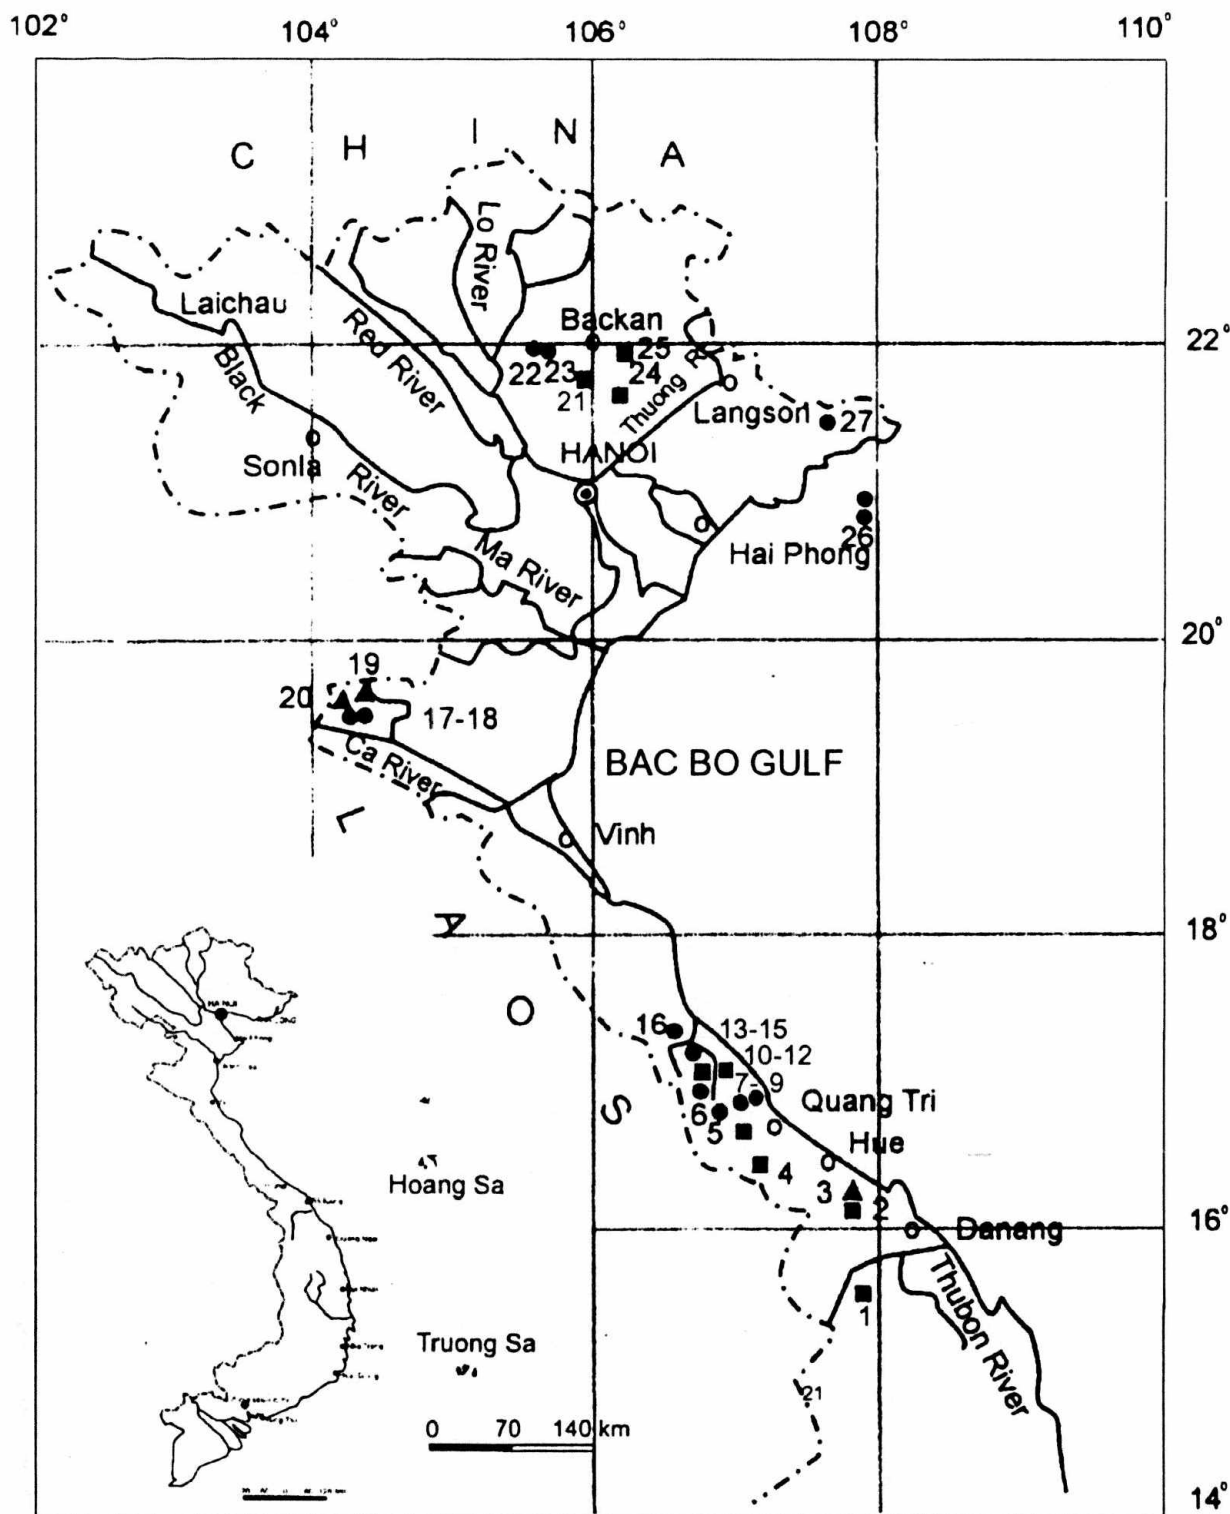 102° 104° 106° 108° 110°
C H I N A
Lo River
Laichau
Red River
Backan
22°
Black
22 23
25
24
21
Thuong R
Langson
27
HANOI
Sonla
River
26
Ma River
Hai Phong
20°
19
20
17-18
Ca River
BAC BO GULF
L
Vinh
A
18°
O
16
13-15
10-12
7-9
S
6
5
Quang Tri
Hue
4
3
2
16°
Danang
Hoang Sa
1
Thubon River
Truong Sa
21
0 70 140 km
14°